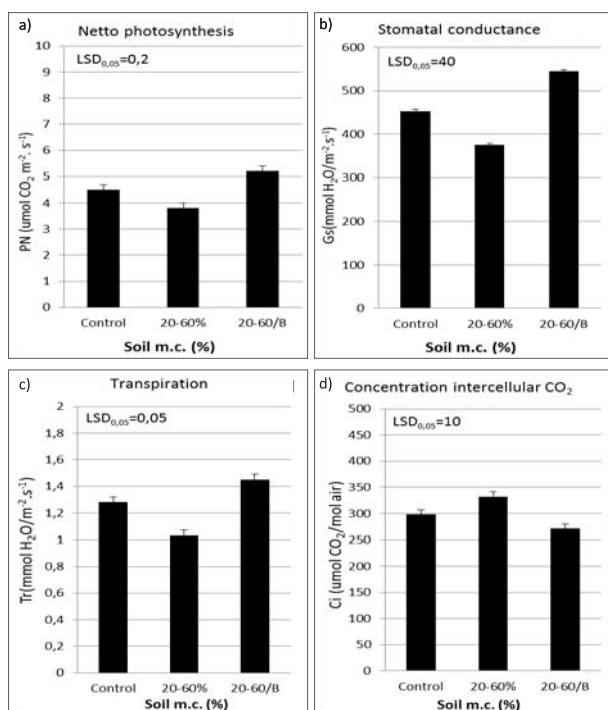 a) Netto photosynthesis
LSD0,05=0,2
10
9
8
7
6
5
4
3
2
1
0
PN (umol CO2 m⁻². s⁻¹)
Control 20-60% 20-60/B
Soil m.c. (%)
b) Stomatal conductance
LSD0,05=40
600
500
400
300
200
100
0
Gs(mmol H2O/m⁻².s⁻¹)
Control 20-60% 20-60/B
Soil m.c. (%)
c) Transpiration
LSD0,05=0,05
2
1,8
1,6
1,4
1,2
1
0,8
0,6
0,4
0,2
0
Tr(mmol H2O/m⁻².s⁻¹)
Control 20-60% 20-60/B
Soil m.c. (%)
d) Concentration intercellular CO2
LSD0,05=10
500
450
400
350
300
250
200
150
100
50
0
Ci (umol CO2/mol air)
Control 20-60% 20-60/B
Soil m.c. (%)